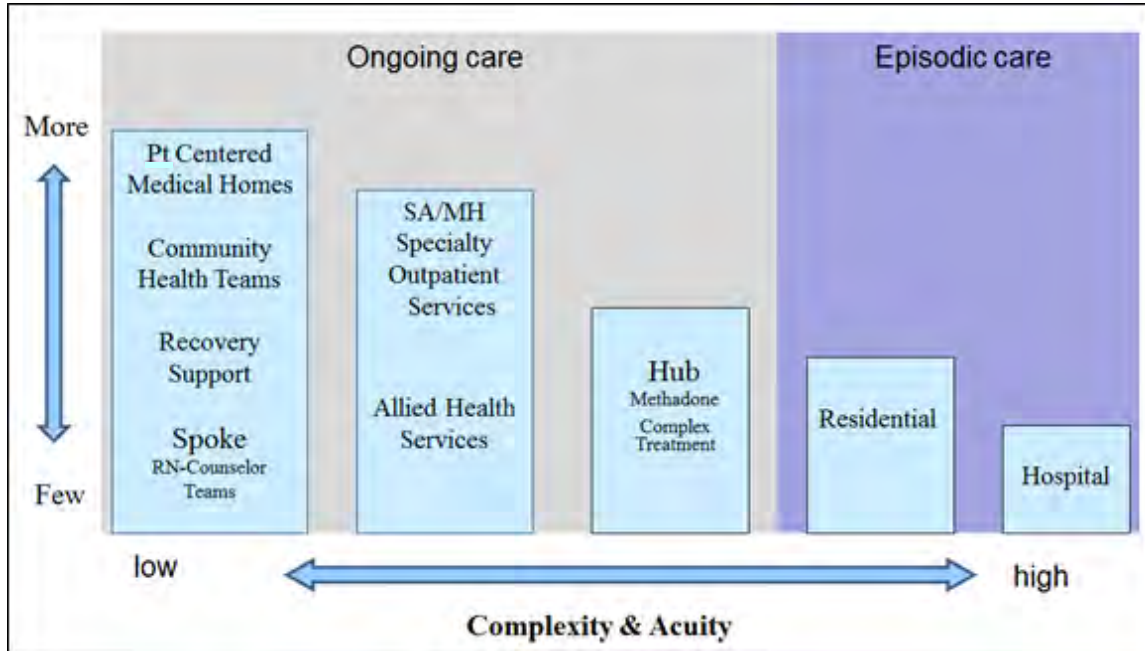 Ongoing care
Episodic care
More
Few
Pt Centered
Medical Homes
Community
Health Teams
Recovery
Support
Spoke
RN-Counselor
Teams
SA/MH
Specialty
Outpatient
Services
Allied Health
Services
Hub
Methadone
Complex
Treatment
Residential
Hospital
low
high
Complexity & Acuity